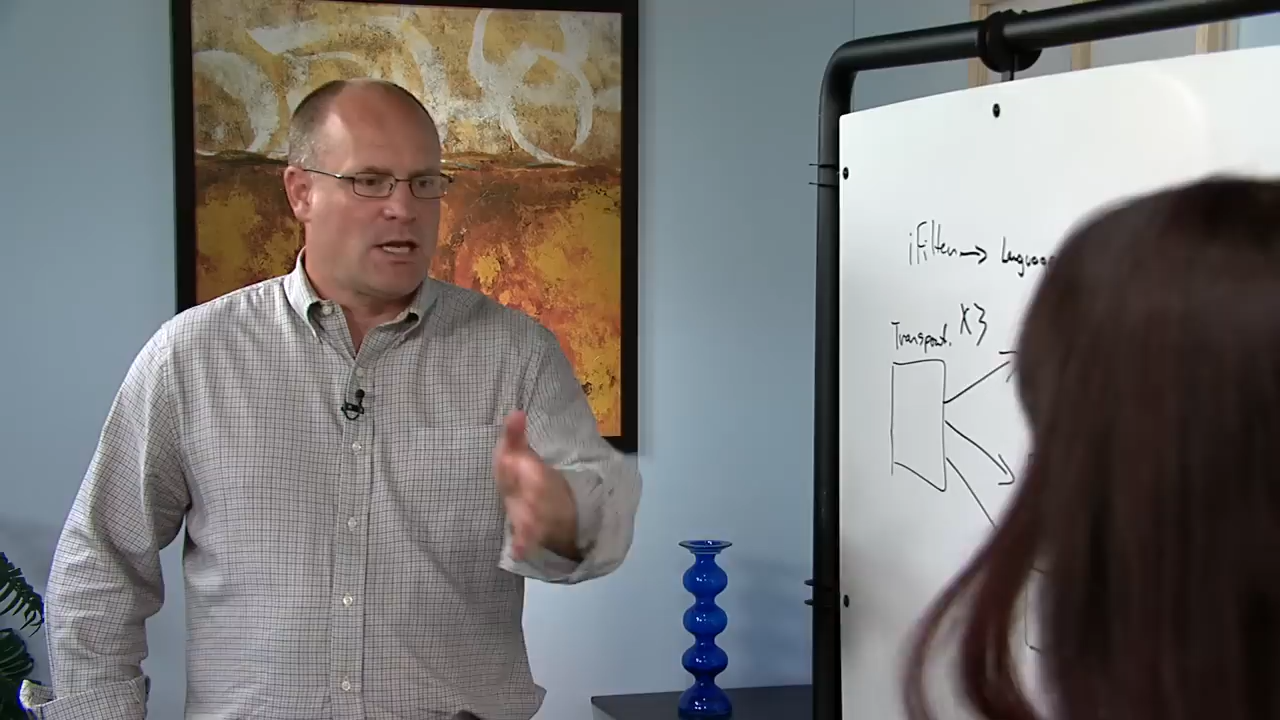 iFilter → Language
Transport. X3